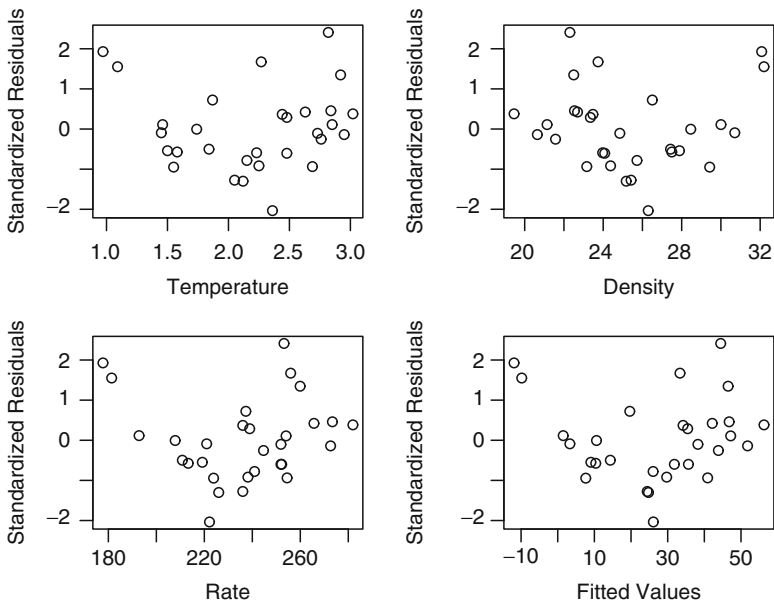 Standardized Residuals
2
1
0
−2
1.0 1.5 2.0 2.5 3.0
Temperature
Standardized Residuals
2
1
0
−2
20 24 28 32
Density
Standardized Residuals
2
1
0
−2
180 220 260
Rate
Standardized Residuals
2
1
0
−2
−10 10 30 50
Fitted Values